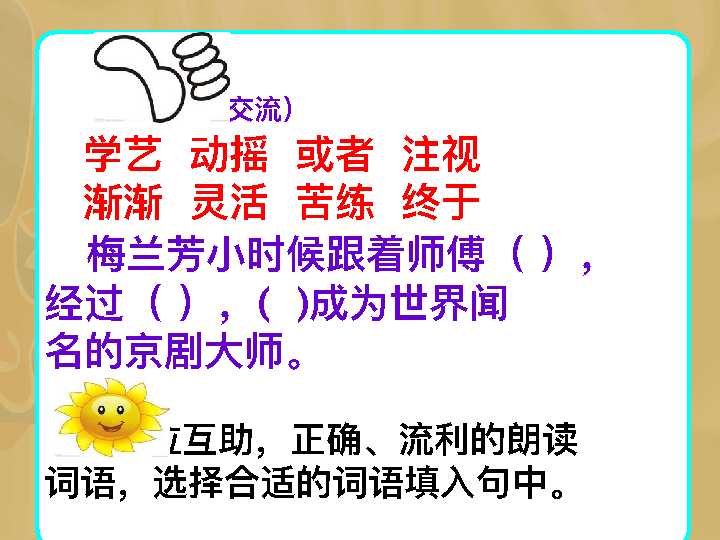 交流）
学艺 动摇 或者 注视
渐渐 灵活 苦练 终于
梅兰芳小时候跟着师傅（ ），
经过（ ），( )成为世界闻
名的京剧大师。
互助，正确、流利的朗读
词语，选择合适的词语填入句中。